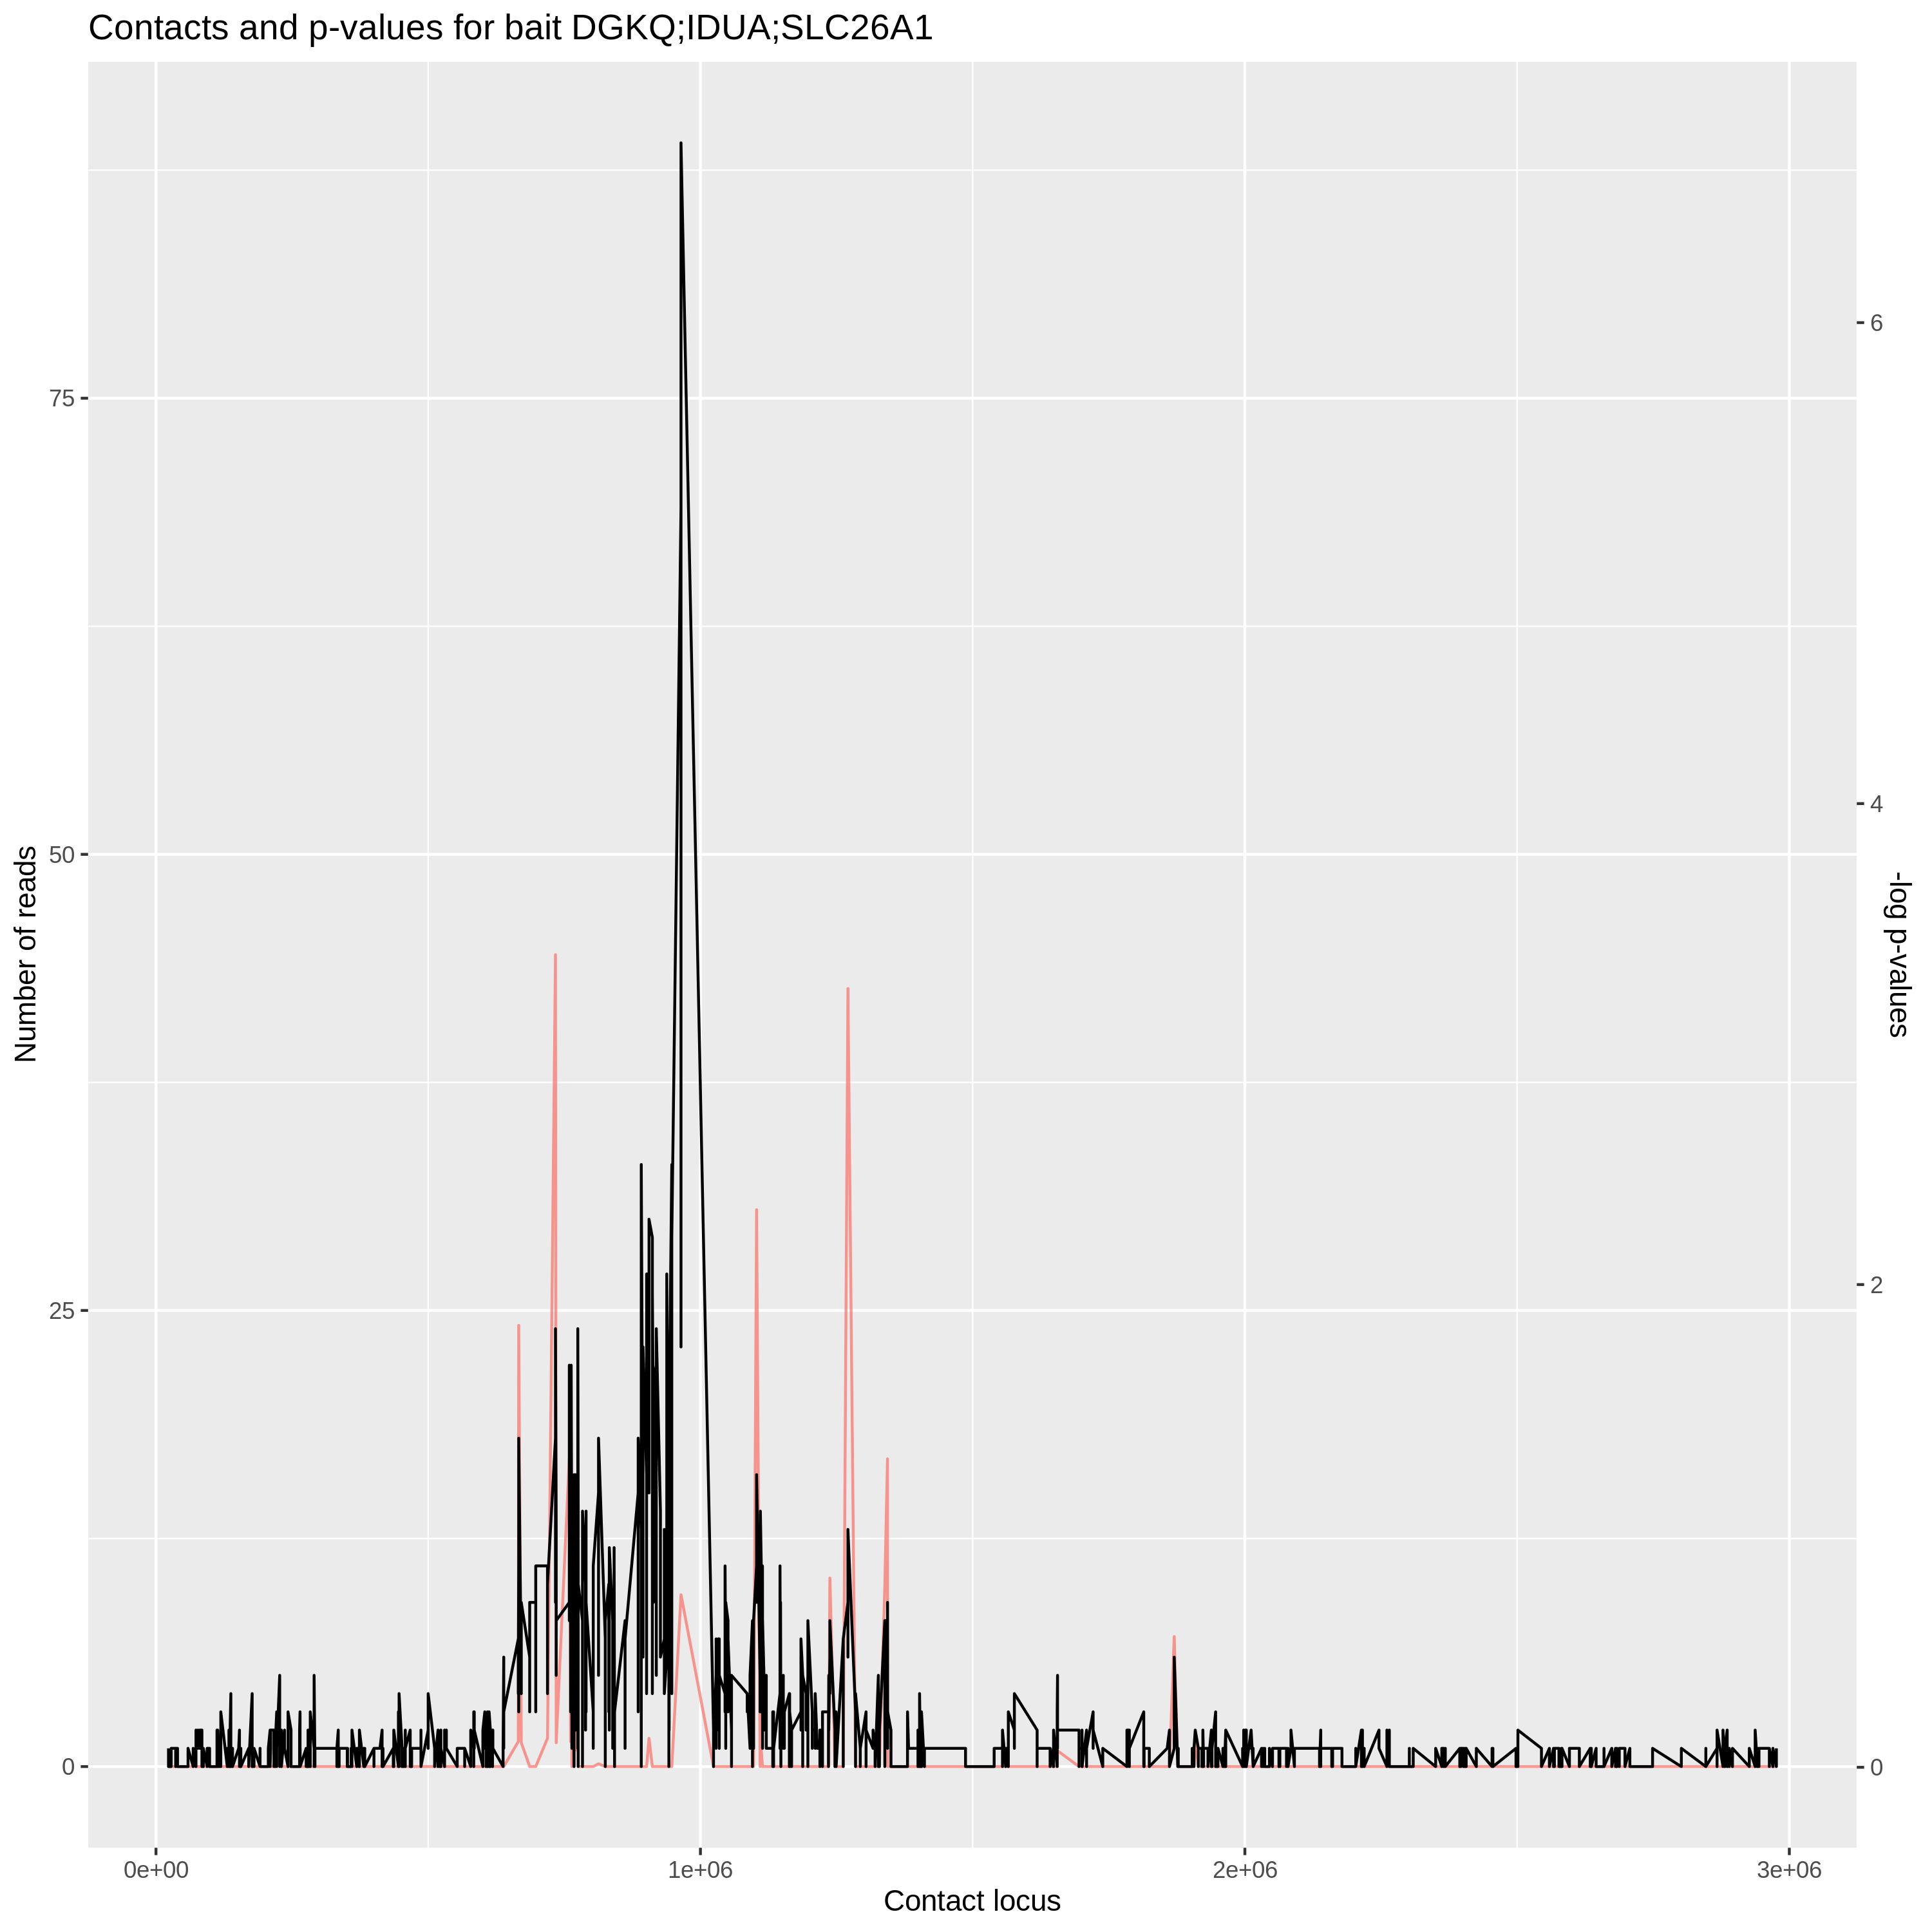 Contacts and p-values for bait DGKQ;IDUA;SLC26A1
Number of reads
75
50
25
0
6
4
2
0
-log p-values
0e+00 1e+06 2e+06 3e+06
Contact locus